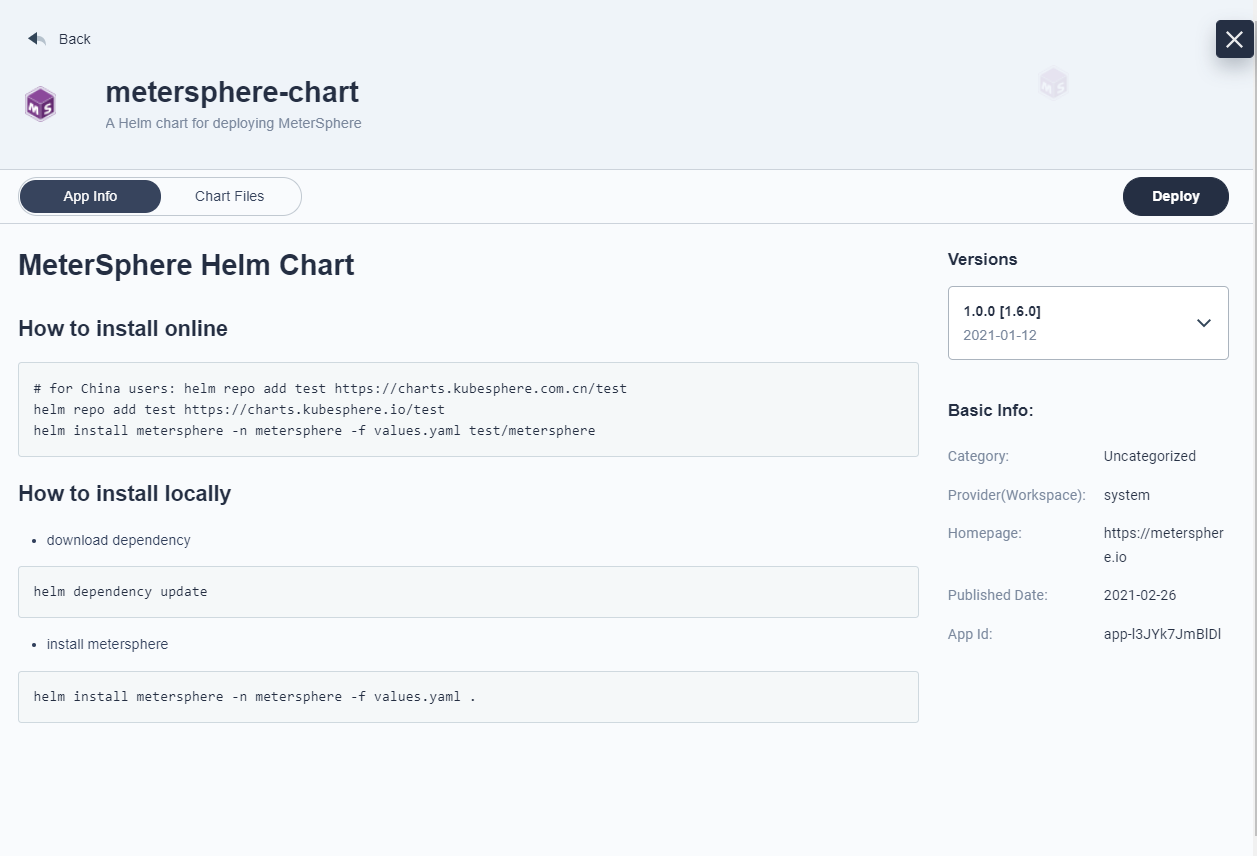 Back
metersphere-chart
A Helm chart for deploying MeterSphere
App Info
Chart Files
Deploy
MeterSphere Helm Chart
How to install online
# for China users: helm repo add test https://charts.kubesphere.com.cn/test
helm repo add test https://charts.kubesphere.io/test
helm install metersphere -n metersphere -f values.yaml test/metersphere
How to install locally
• download dependency
helm dependency update
• install metersphere
helm install metersphere -n metersphere -f values.yaml .
Versions
1.0.0 [1.6.0]
2021-01-12
Basic Info:
Category: Uncategorized
Provider(Workspace): system
Homepage: https://meterspher
e.io
Published Date: 2021-02-26
App Id: app-l3JYk7JmBlDl
MS
MS